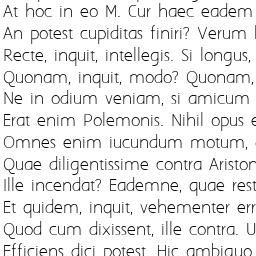 At hoc in eo M. Cur haec eadem
An potest cupiditas finiri? Verum
Recte, inquit, intellegis. Si longus,
Quonam, inquit, modo? Quonam,
Ne in odium veniam, si amicum
Erat enim Polemonis. Nihil opus
Omnes enim iucundum motum,
Quae diligentissime contra Ariston
Ille incendat? Eademne, quae rest
Et quidem, inquit, vehementer err
Quod cum dixissent, ille contra. U
Efficiens dici potest. Hic ambiguo